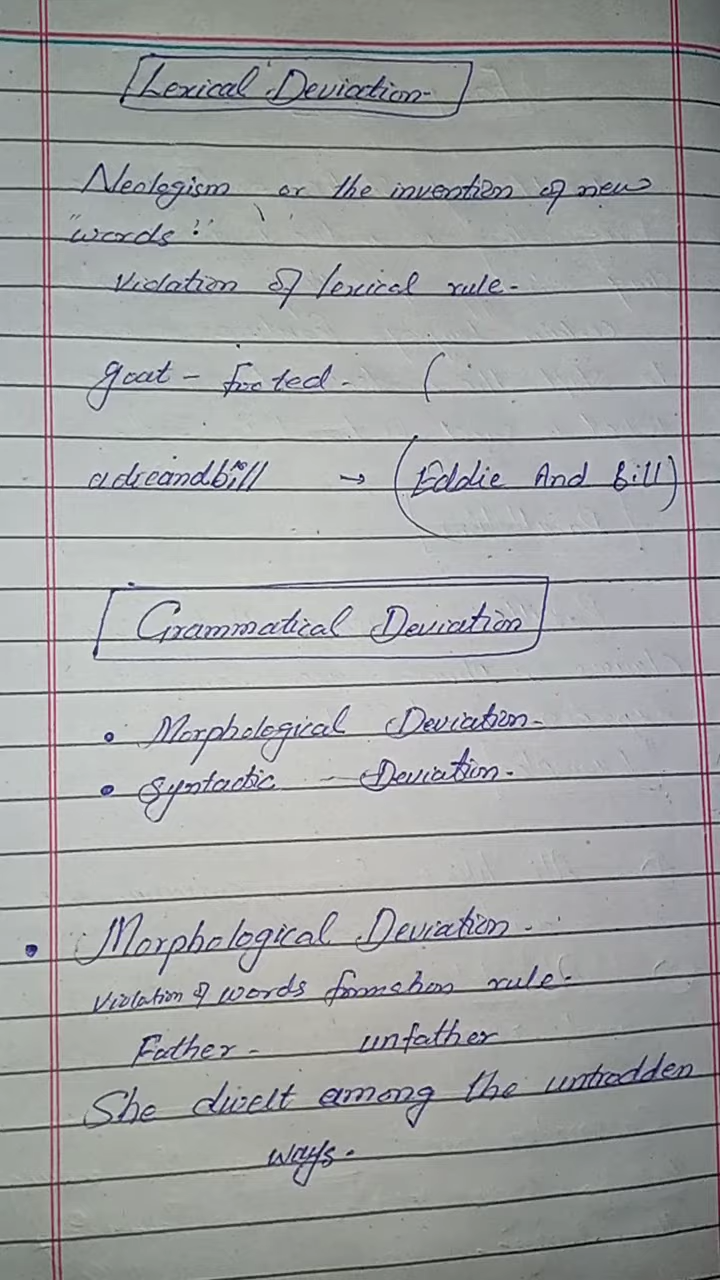 Lexical Deviation
Neologism or the invention of new
"words"
Violation of lexical rule.
goat - footed. (
adieandbill → (Eddie And Bill)
Grammatical Deviation
• Morphological Deviation.
• Syntactic - Deviation.
• Morphological Deviation.
Violation of words formation rule.
Father - unfather
She dwelt among the untrodden
ways.